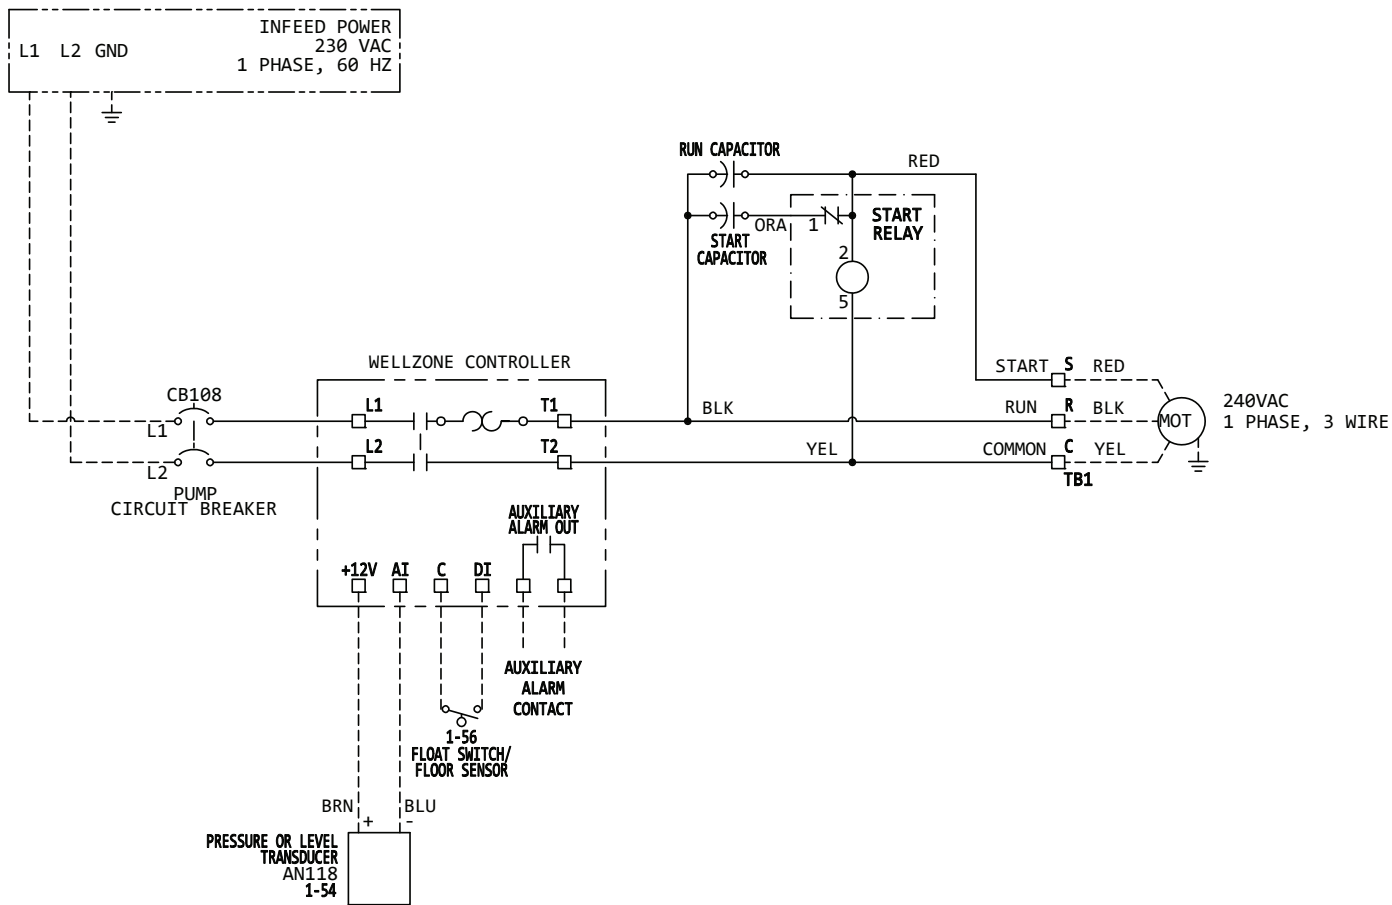 INFEED POWER
L1 L2 GND
230 VAC
1 PHASE, 60 HZ
RUN CAPACITOR
RED
START
RELAY
ORA
1
START
CAPACITOR
2
5
WELLZONE CONTROLLER
START S RED
CB108
L1
T1
BLK
RUN R BLK
240VAC
1 PHASE, 3 WIRE
MOT
L1
L2
T2
YEL
COMMON C YEL
L2
TB1
PUMP
CIRCUIT BREAKER
AUXILIARY
ALARM OUT
+12V AI C DI
AUXILIARY
ALARM
CONTACT
1-56
FLOAT SWITCH/
FLOOR SENSOR
BRN BLU
+ -
PRESSURE OR LEVEL
TRANSDUCER
AN118
1-54